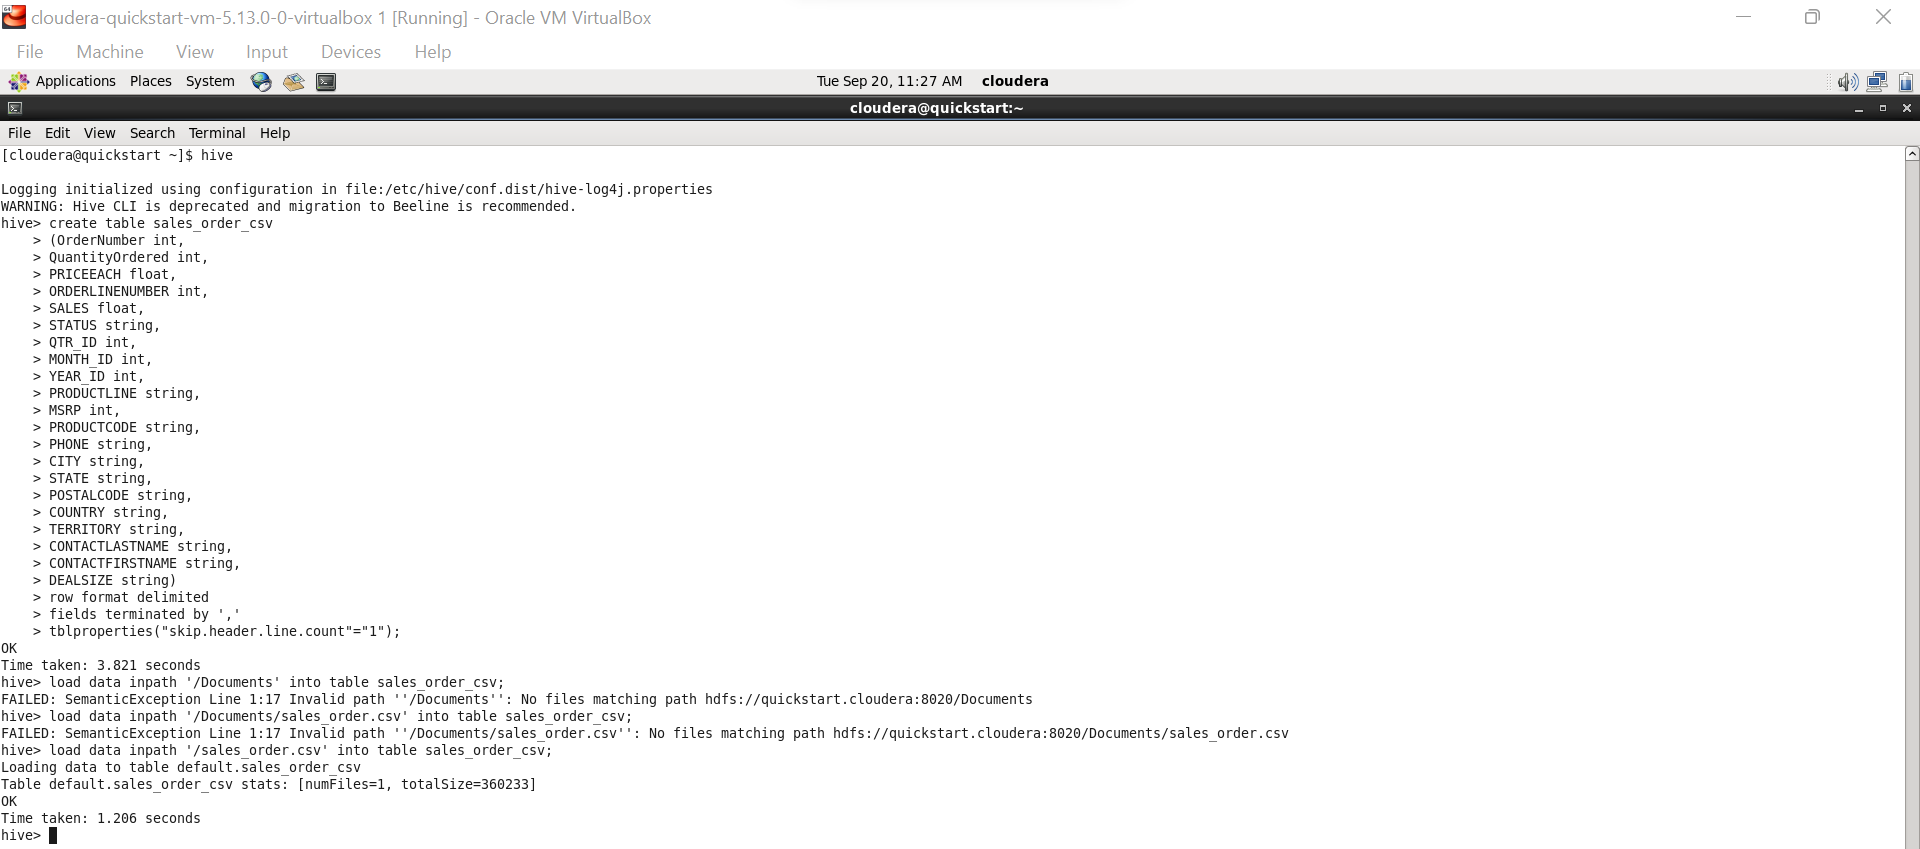 cloudera-quickstart-vm-5.13.0-0-virtualbox 1 [Running] - Oracle VM VirtualBox
File Machine View Input Devices Help
Applications Places System Tue Sep 20, 11:27 AM cloudera
cloudera@quickstart:~
File Edit View Search Terminal Help
[cloudera@quickstart ~]$ hive

Logging initialized using configuration in file:/etc/hive/conf.dist/hive-log4j.properties
WARNING: Hive CLI is deprecated and migration to Beeline is recommended.
hive> create table sales_order_csv
    > (OrderNumber int,
    > QuantityOrdered int,
    > PRICEEACH float,
    > ORDERLINENUMBER int,
    > SALES float,
    > STATUS string,
    > QTR_ID int,
    > MONTH_ID int,
    > YEAR_ID int,
    > PRODUCTLINE string,
    > MSRP int,
    > PRODUCTCODE string,
    > PHONE string,
    > CITY string,
    > STATE string,
    > POSTALCODE string,
    > COUNTRY string,
    > TERRITORY string,
    > CONTACTLASTNAME string,
    > CONTACTFIRSTNAME string,
    > DEALSIZE string)
    > row format delimited
    > fields terminated by ','
    > tblproperties("skip.header.line.count"="1");
OK
Time taken: 3.821 seconds
hive> load data inpath '/Documents' into table sales_order_csv;
FAILED: SemanticException Line 1:17 Invalid path ''/Documents'': No files matching path hdfs://quickstart.cloudera:8020/Documents
hive> load data inpath '/Documents/sales_order.csv' into table sales_order_csv;
FAILED: SemanticException Line 1:17 Invalid path ''/Documents/sales_order.csv'': No files matching path hdfs://quickstart.cloudera:8020/Documents/sales_order.csv
hive> load data inpath '/sales_order.csv' into table sales_order_csv;
Loading data to table default.sales_order_csv
Table default.sales_order_csv stats: [numFiles=1, totalSize=360233]
OK
Time taken: 1.206 seconds
hive>